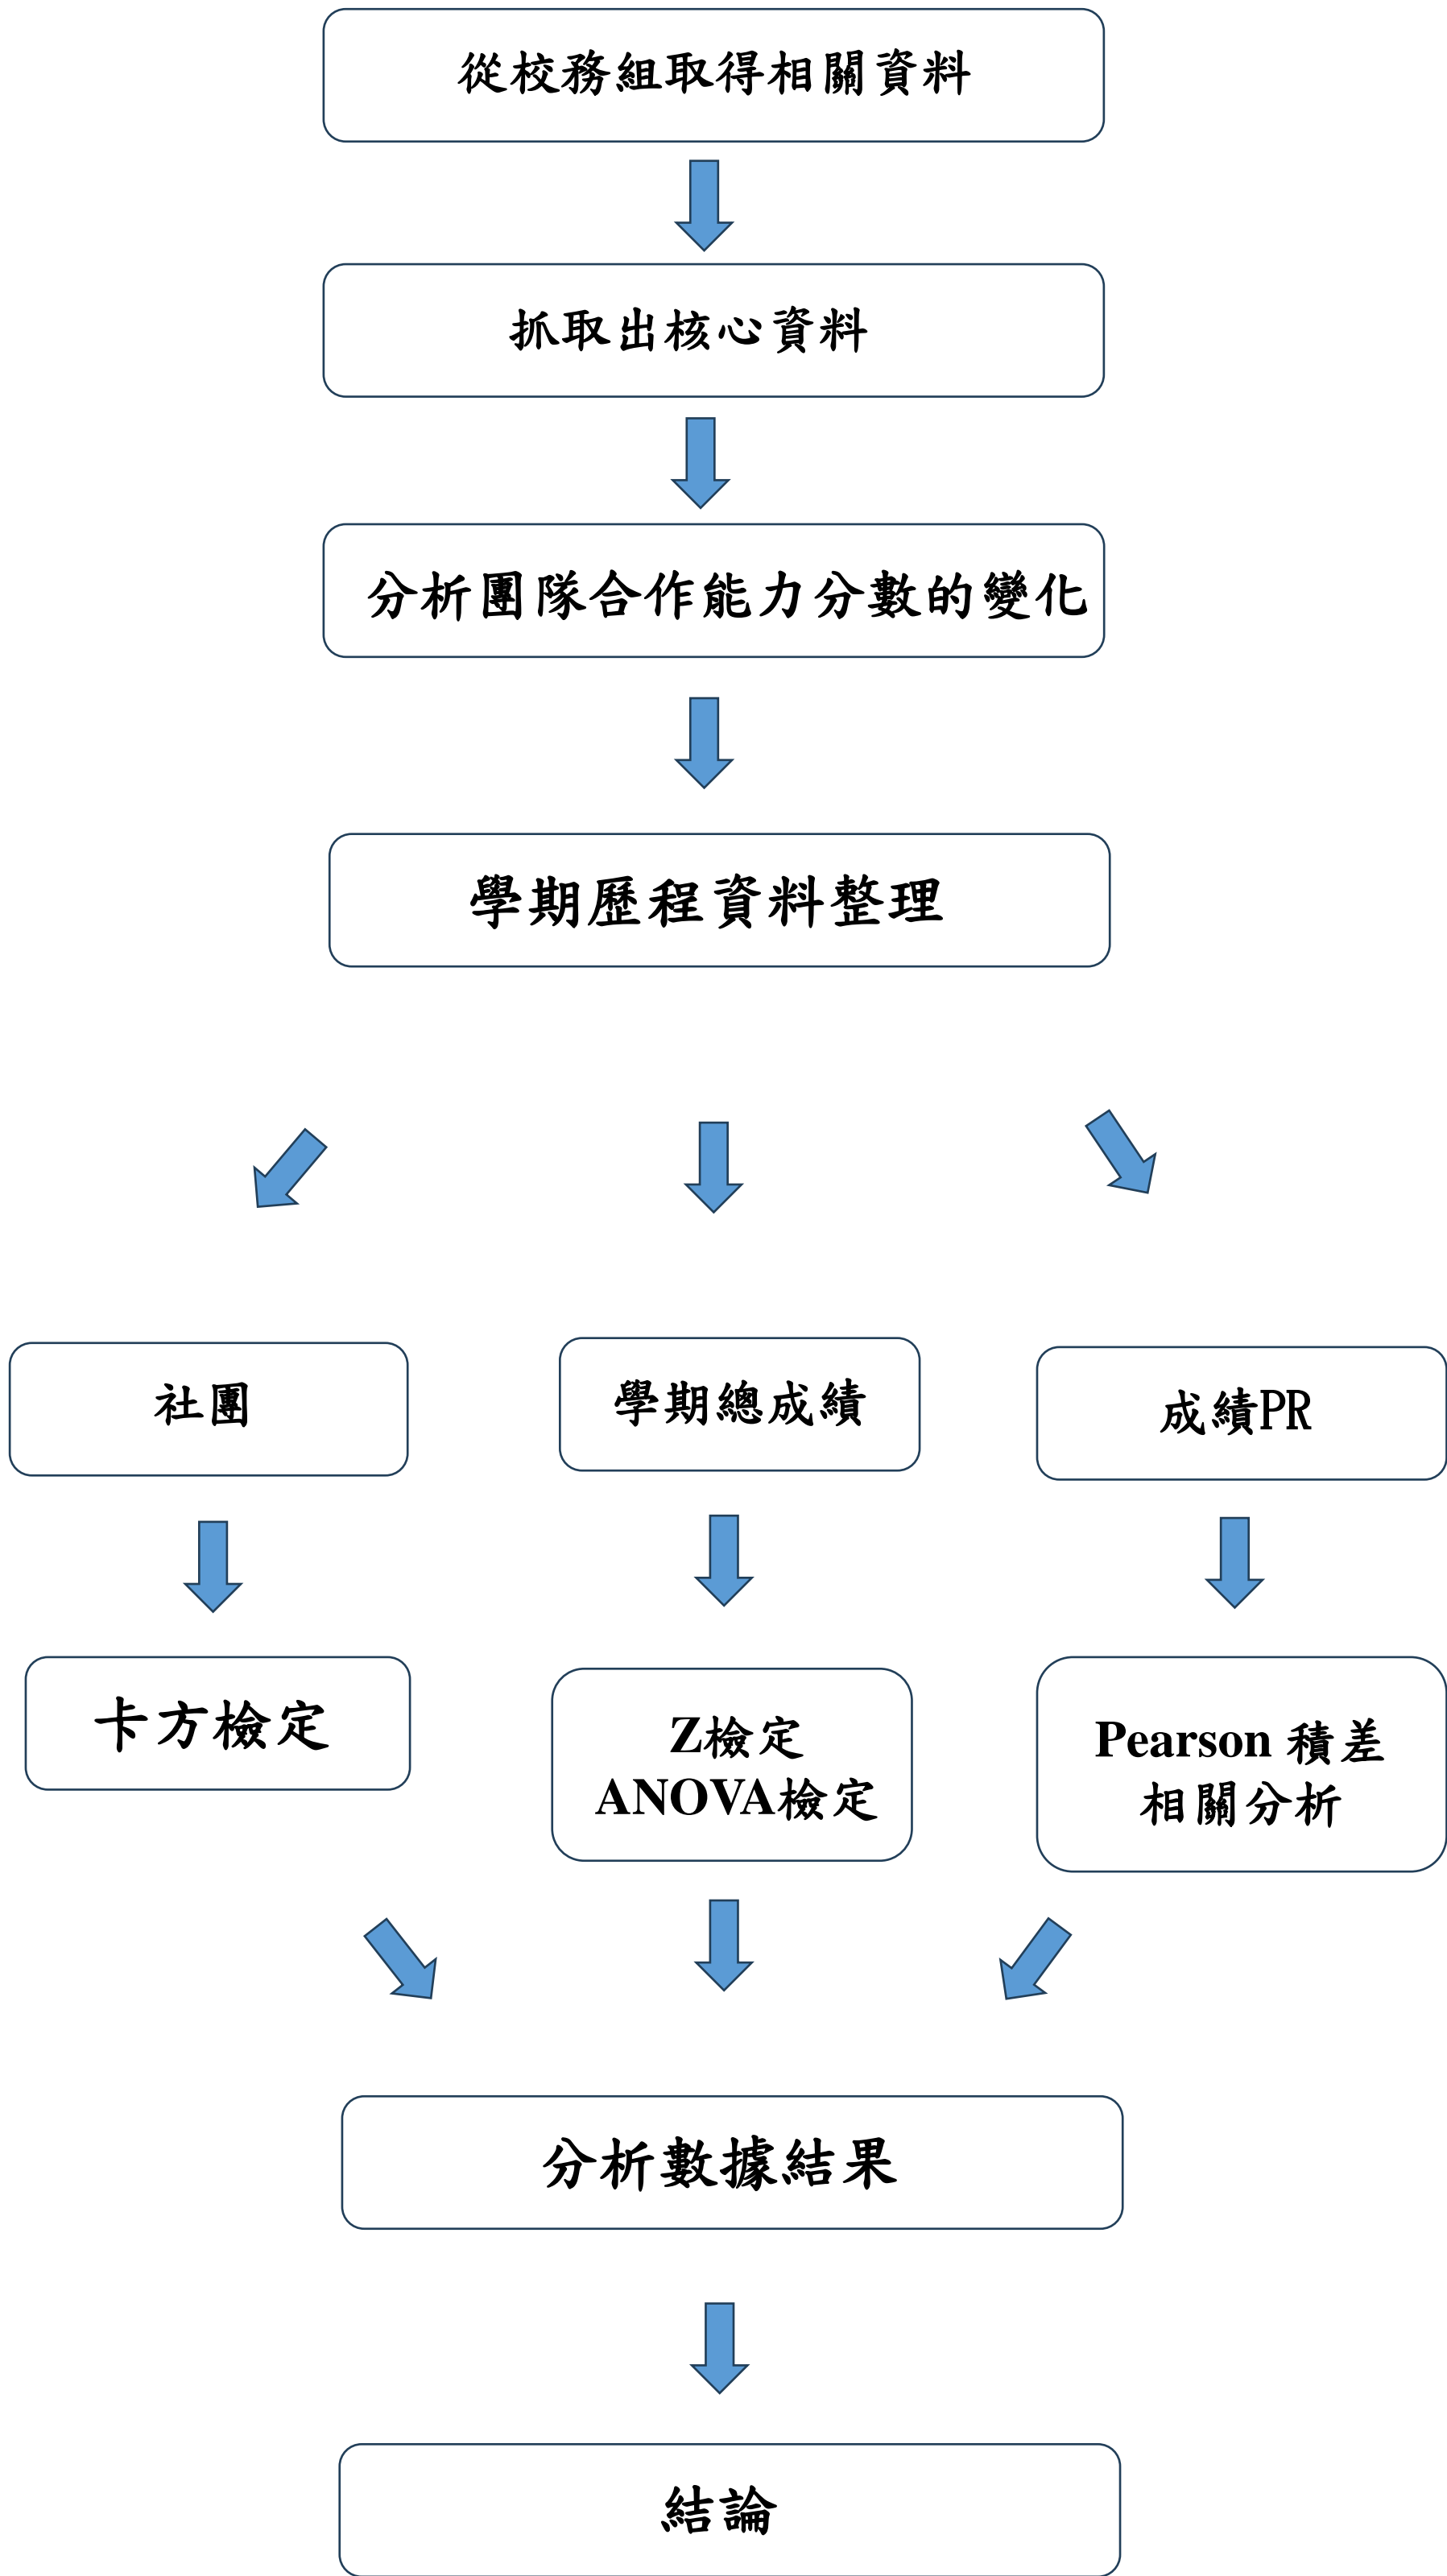 從校務組取得相關資料
抓取出核心資料
分析團隊合作能力分數的變化
學期歷程資料整理
社團
學期總成績
成績PR
卡方檢定
Z檢定
ANOVA檢定
Pearson 積差
相關分析
分析數據結果
結論